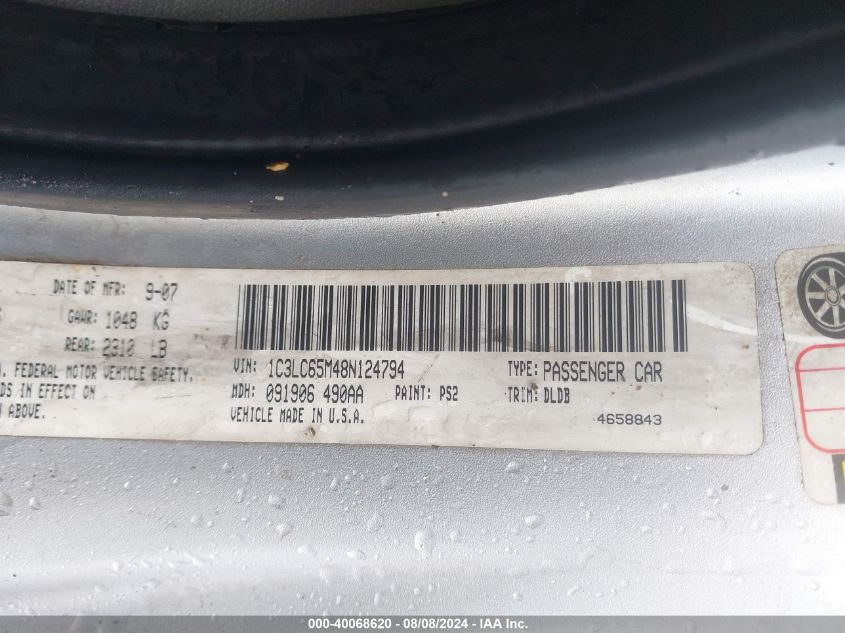 DATE OF MFR: 9-07
GAWR: 1048 KG
REAR: 2310 LB
FEDERAL MOTOR VEHICLE SAFETY.
IN EFFECT ON
ABOVE.
VIN: 1C3LC65M48N124794 TYPE: PASSENGER CAR
MDH: 091906 490AA PAINT: PS2 TRIM: DLDB
VEHICLE MADE IN U.S.A. 4658843
000-40068620 - 08/08/2024 - IAA Inc.